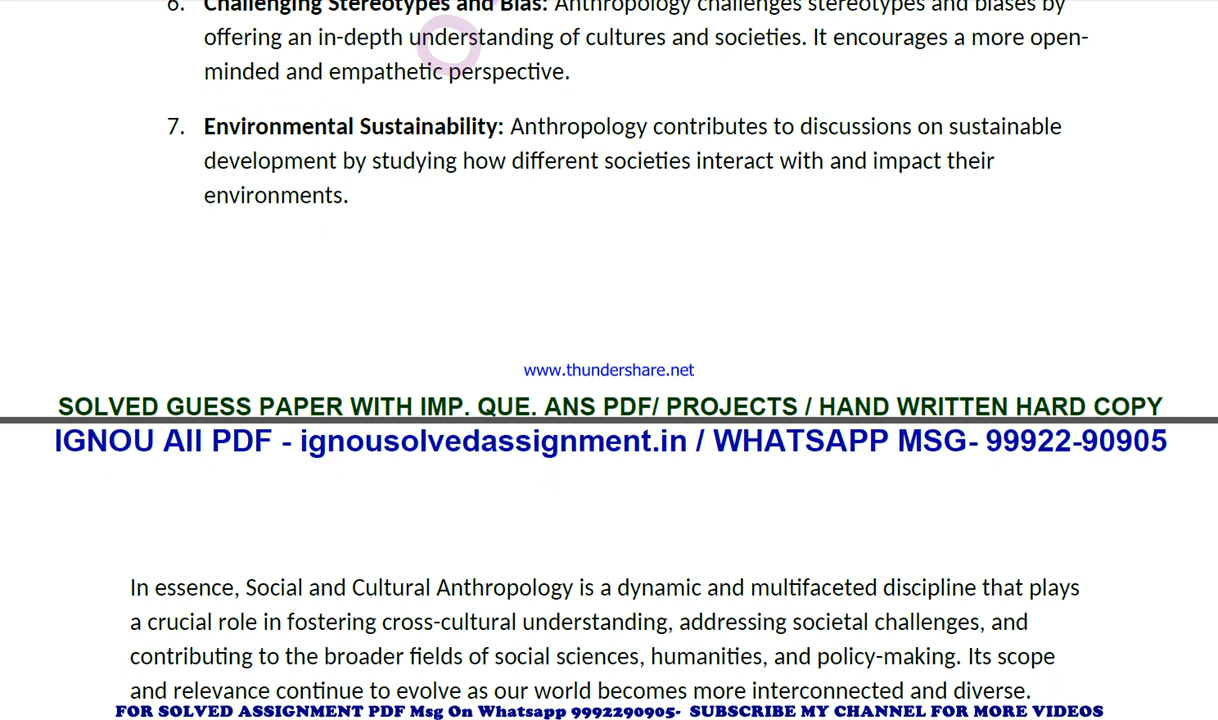 6. Challenging Stereotypes and Bias: Anthropology challenges stereotypes and biases by
offering an in-depth understanding of cultures and societies. It encourages a more open-
minded and empathetic perspective.
7. Environmental Sustainability: Anthropology contributes to discussions on sustainable
development by studying how different societies interact with and impact their
environments.
www.thundershare.net
SOLVED GUESS PAPER WITH IMP. QUE. ANS PDF/ PROJECTS / HAND WRITTEN HARD COPY
IGNOU All PDF - ignousolvedassignment.in / WHATSAPP MSG- 99922-90905
In essence, Social and Cultural Anthropology is a dynamic and multifaceted discipline that plays
a crucial role in fostering cross-cultural understanding, addressing societal challenges, and
contributing to the broader fields of social sciences, humanities, and policy-making. Its scope
and relevance continue to evolve as our world becomes more interconnected and diverse.
FOR SOLVED ASSIGNMENT PDF Msg On Whatsapp 9992290905- SUBSCRIBE MY CHANNEL FOR MORE VIDEOS